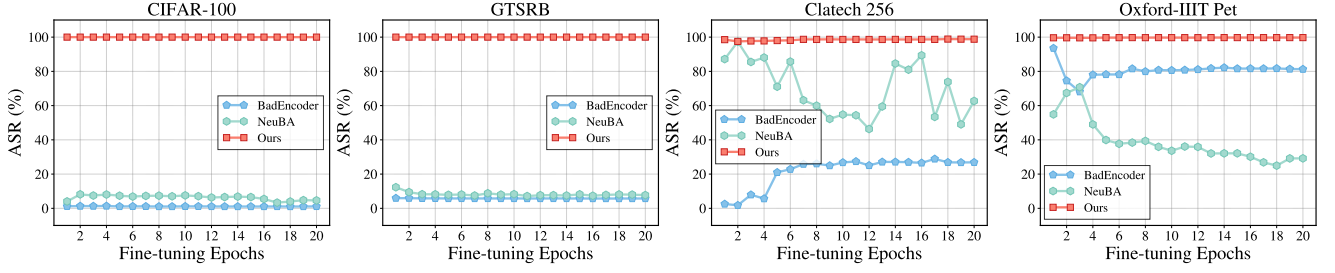 CIFAR-100
ASR (%)
100
80
60
40
20
0
BadEncoder
NeuBA
Ours
2 4 6 8 10 12 14 16 18 20
Fine-tuning Epochs
GTSRB
ASR (%)
100
80
60
40
20
0
BadEncoder
NeuBA
Ours
2 4 6 8 10 12 14 16 18 20
Fine-tuning Epochs
Clatech 256
ASR (%)
100
80
60
40
20
0
BadEncoder
NeuBA
Ours
2 4 6 8 10 12 14 16 18 20
Fine-tuning Epochs
Oxford-IIIT Pet
ASR (%)
100
80
60
40
20
0
BadEncoder
NeuBA
Ours
2 4 6 8 10 12 14 16 18 20
Fine-tuning Epochs